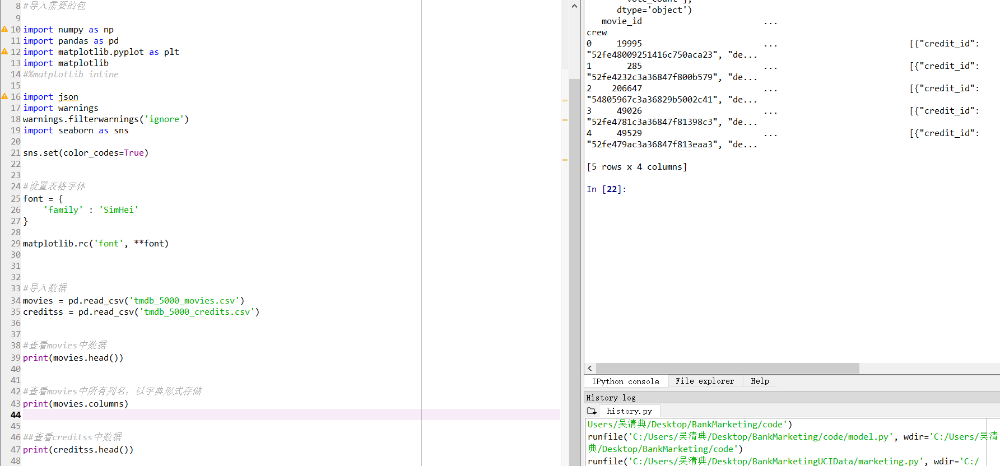 8 #导入需要的包
9
10 import numpy as np
11 import pandas as pd
12 import matplotlib.pyplot as plt
13 import matplotlib
14 #%matplotlib inline
15
16 import json
17 import warnings
18 warnings.filterwarnings('ignore')
19 import seaborn as sns
20
21 sns.set(color_codes=True)
22
23
24 #设置表格字体
25 font = {
26     'family' : 'SimHei'
27 }
28
29 matplotlib.rc('font', **font)
30
31
32
33 #导入数据
34 movies = pd.read_csv('tmdb_5000_movies.csv')
35 creditss = pd.read_csv('tmdb_5000_credits.csv')
36
37
38 #查看movies中数据
39 print(movies.head())
40
41
42 #查看movies中所有列名，以字典形式存储
43 print(movies.columns)
44
45
46 ##查看creditss中数据
47 print(creditss.head())
48
vote_count'],
dtype='object')
movie_id ...
crew
0 19995 ... [{"credit_id":
"52fe48009251416c750aca23", "de...
1 285 ... [{"credit_id":
"52fe4232c3a36847f800b579", "de...
2 206647 ... [{"credit_id":
"54805967c3a36829b5002c41", "de...
3 49026 ... [{"credit_id":
"52fe4781c3a36847f81398c3", "de...
4 49529 ... [{"credit_id":
"52fe479ac3a36847f813eaa3", "de...
[5 rows x 4 columns]
In [22]:
IPython console File explorer Help
History log
history.py
Users/吴清典/Desktop/BankMarketing/code')
runfile('C:/Users/吴清典/Desktop/BankMarketing/code/model.py', wdir='C:/Users/吴清
典/Desktop/BankMarketing/code')
runfile('C:/Users/吴清典/Desktop/BankMarketingUCIData/marketing.py', wdir='C:/